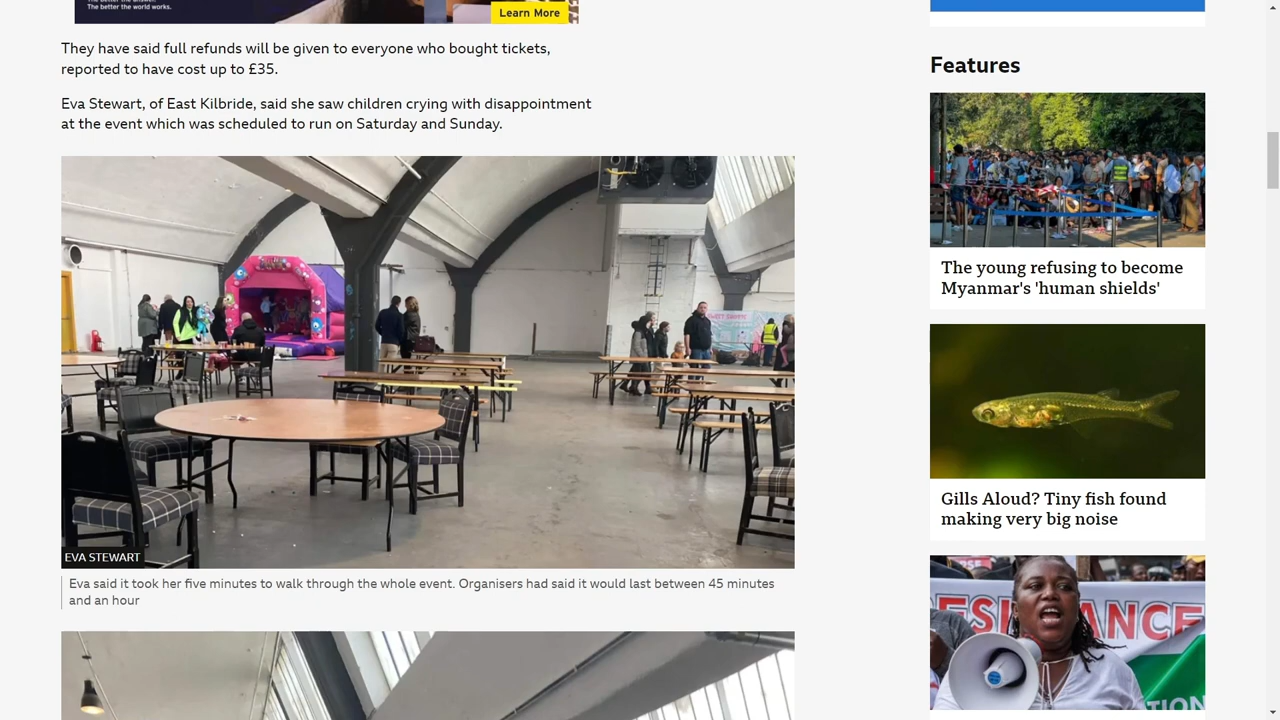 The better the answer.
The better the world works.
Learn More
They have said full refunds will be given to everyone who bought tickets,
reported to have cost up to £35.
Eva Stewart, of East Kilbride, said she saw children crying with disappointment
at the event which was scheduled to run on Saturday and Sunday.
EVA STEWART
Eva said it took her five minutes to walk through the whole event. Organisers had said it would last between 45 minutes
and an hour
Features
The young refusing to become
Myanmar's 'human shields'
Gills Aloud? Tiny fish found
making very big noise